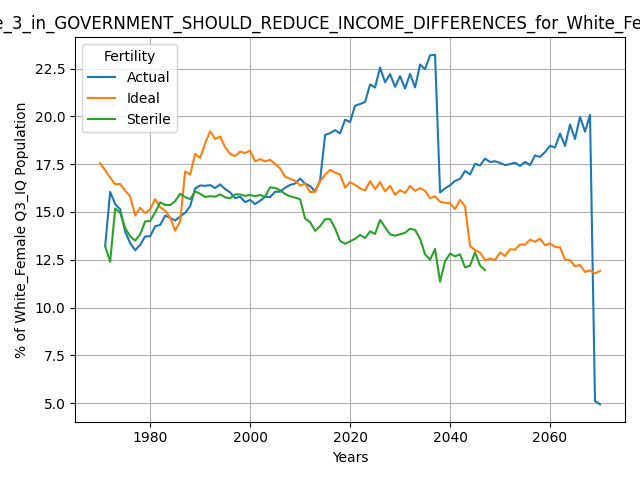 e_3_in_GOVERNMENT_SHOULD_REDUCE_INCOME_DIFFERENCES_for_White_Fe
Fertility
Actual
Ideal
Sterile
% of White_Female Q3_IQ Population
22.5
20.0
17.5
15.0
12.5
10.0
7.5
5.0
1980
2000
2020
2040
2060
Years